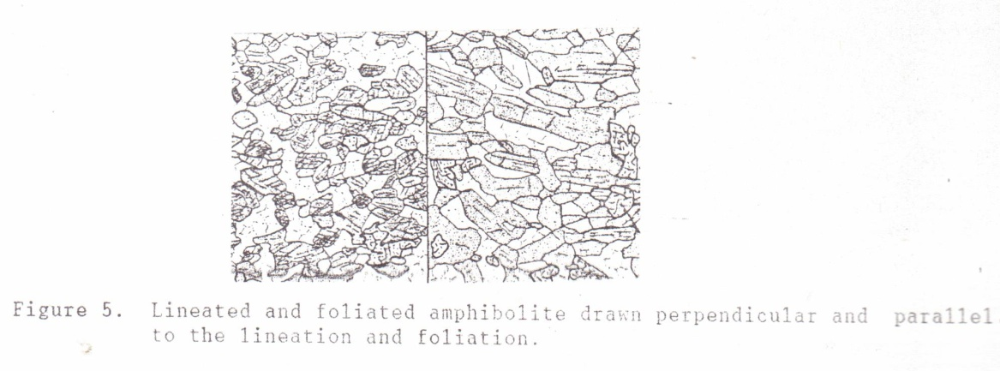 Figure 5. Lineated and foliated amphibolite drawn perpendicular and parallel
to the lineation and foliation.